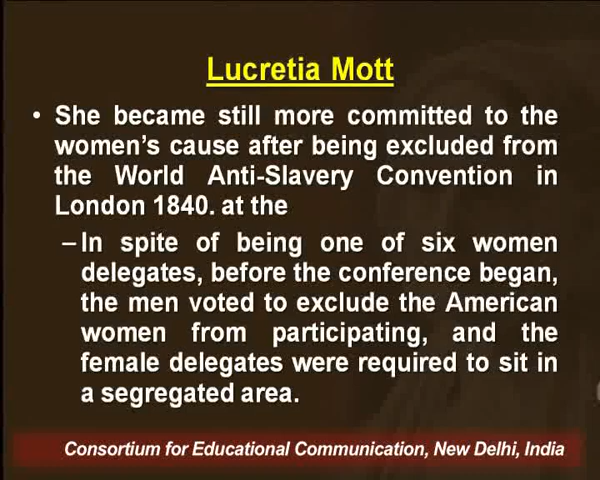 Lucretia Mott
• She became still more committed to the
women's cause after being excluded from
the World Anti-Slavery Convention in
London 1840. at the
– In spite of being one of six women
delegates, before the conference began,
the men voted to exclude the American
women from participating, and the
female delegates were required to sit in
a segregated area.
Consortium for Educational Communication, New Delhi, India